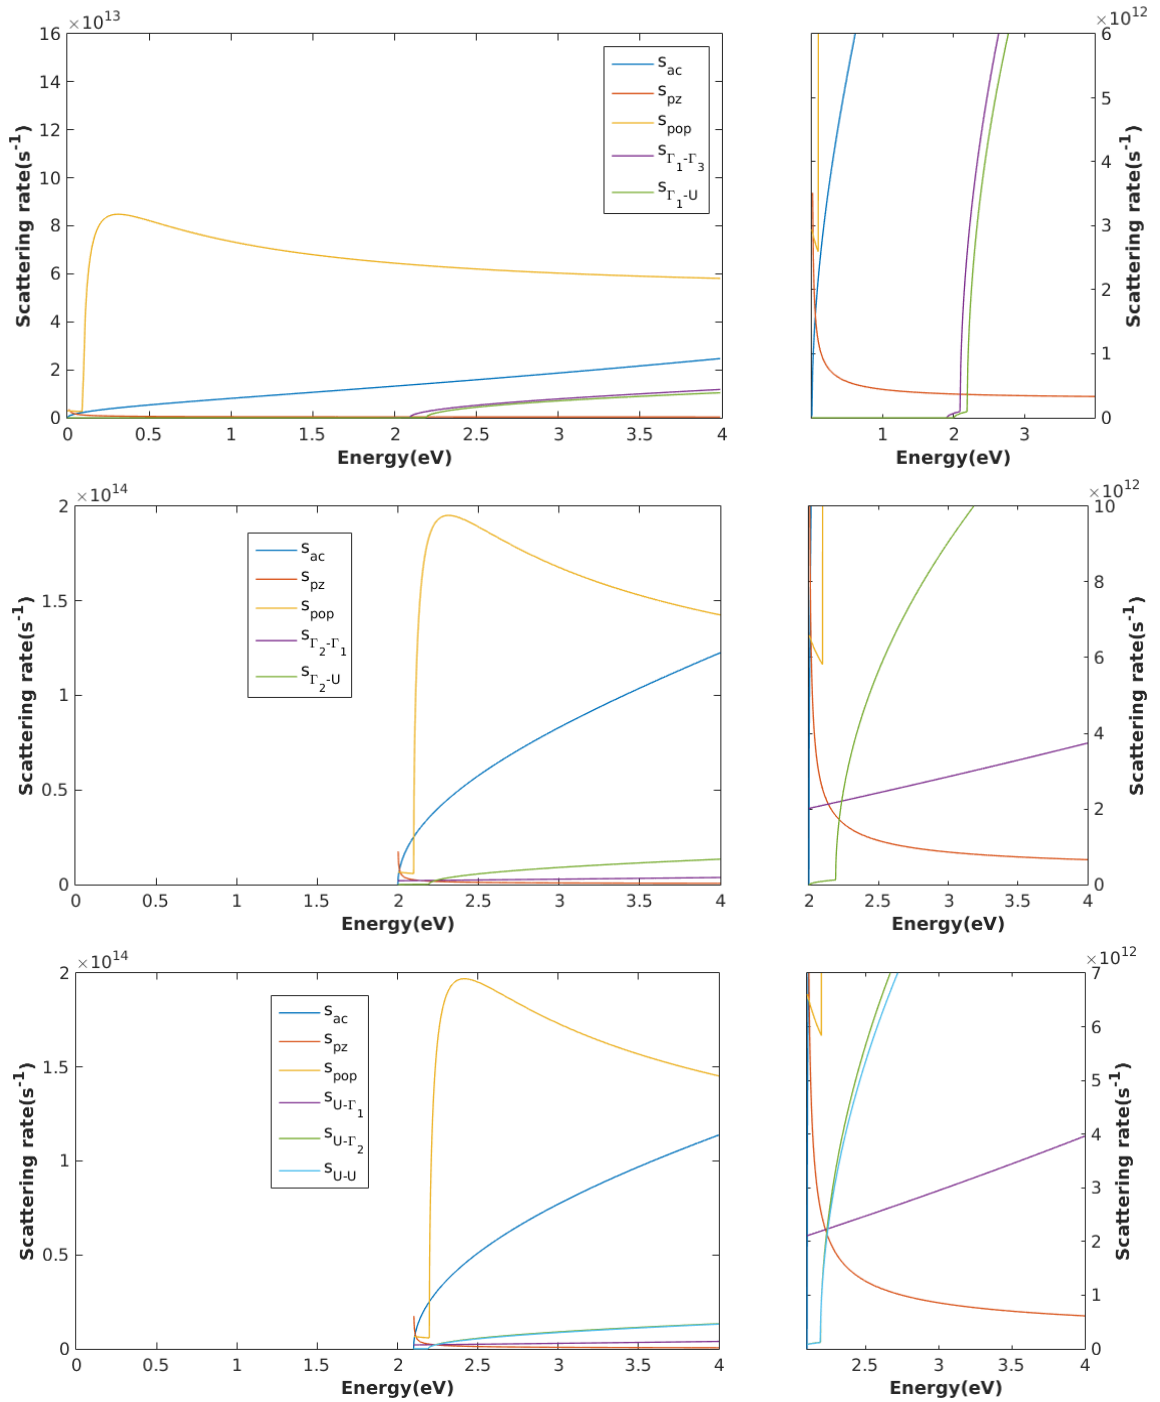 ×10^13
16
14
12
10
8
6
4
2
0
Scattering rate(s^-1)
0 0.5 1 1.5 2 2.5 3 3.5 4
Energy(eV)
s_ac
s_pz
s_pop
s_Γ1-Γ3
s_Γ1-U
×10^12
6
5
4
3
2
1
0
Scattering rate(s^-1)
1 2 3
Energy(eV)
×10^14
2
1.5
1
0.5
0
Scattering rate(s^-1)
0 0.5 1 1.5 2 2.5 3 3.5 4
Energy(eV)
s_ac
s_pz
s_pop
s_Γ2-Γ1
s_Γ2-U
×10^12
10
8
6
4
2
0
Scattering rate(s^-1)
2 2.5 3 3.5 4
Energy(eV)
×10^14
2
1.5
1
0.5
0
Scattering rate(s^-1)
0 0.5 1 1.5 2 2.5 3 3.5 4
Energy(eV)
s_ac
s_pz
s_pop
s_U-Γ1
s_U-Γ2
s_U-U
×10^12
7
6
5
4
3
2
1
0
Scattering rate(s^-1)
2.5 3 3.5 4
Energy(eV)